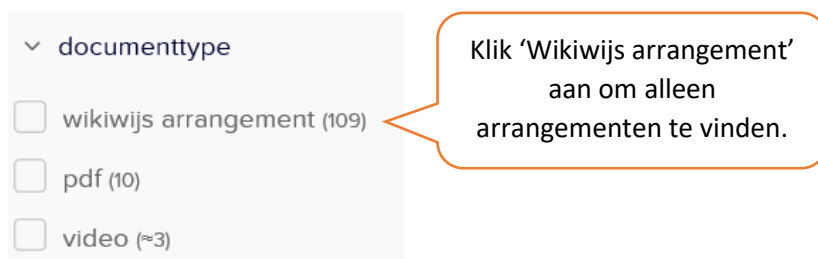 documenttype
wikiwijs arrangement (109)
pdf (10)
video (≈3)
Klik ‘Wikiwijs arrangement’
aan om alleen
arrangementen te vinden.